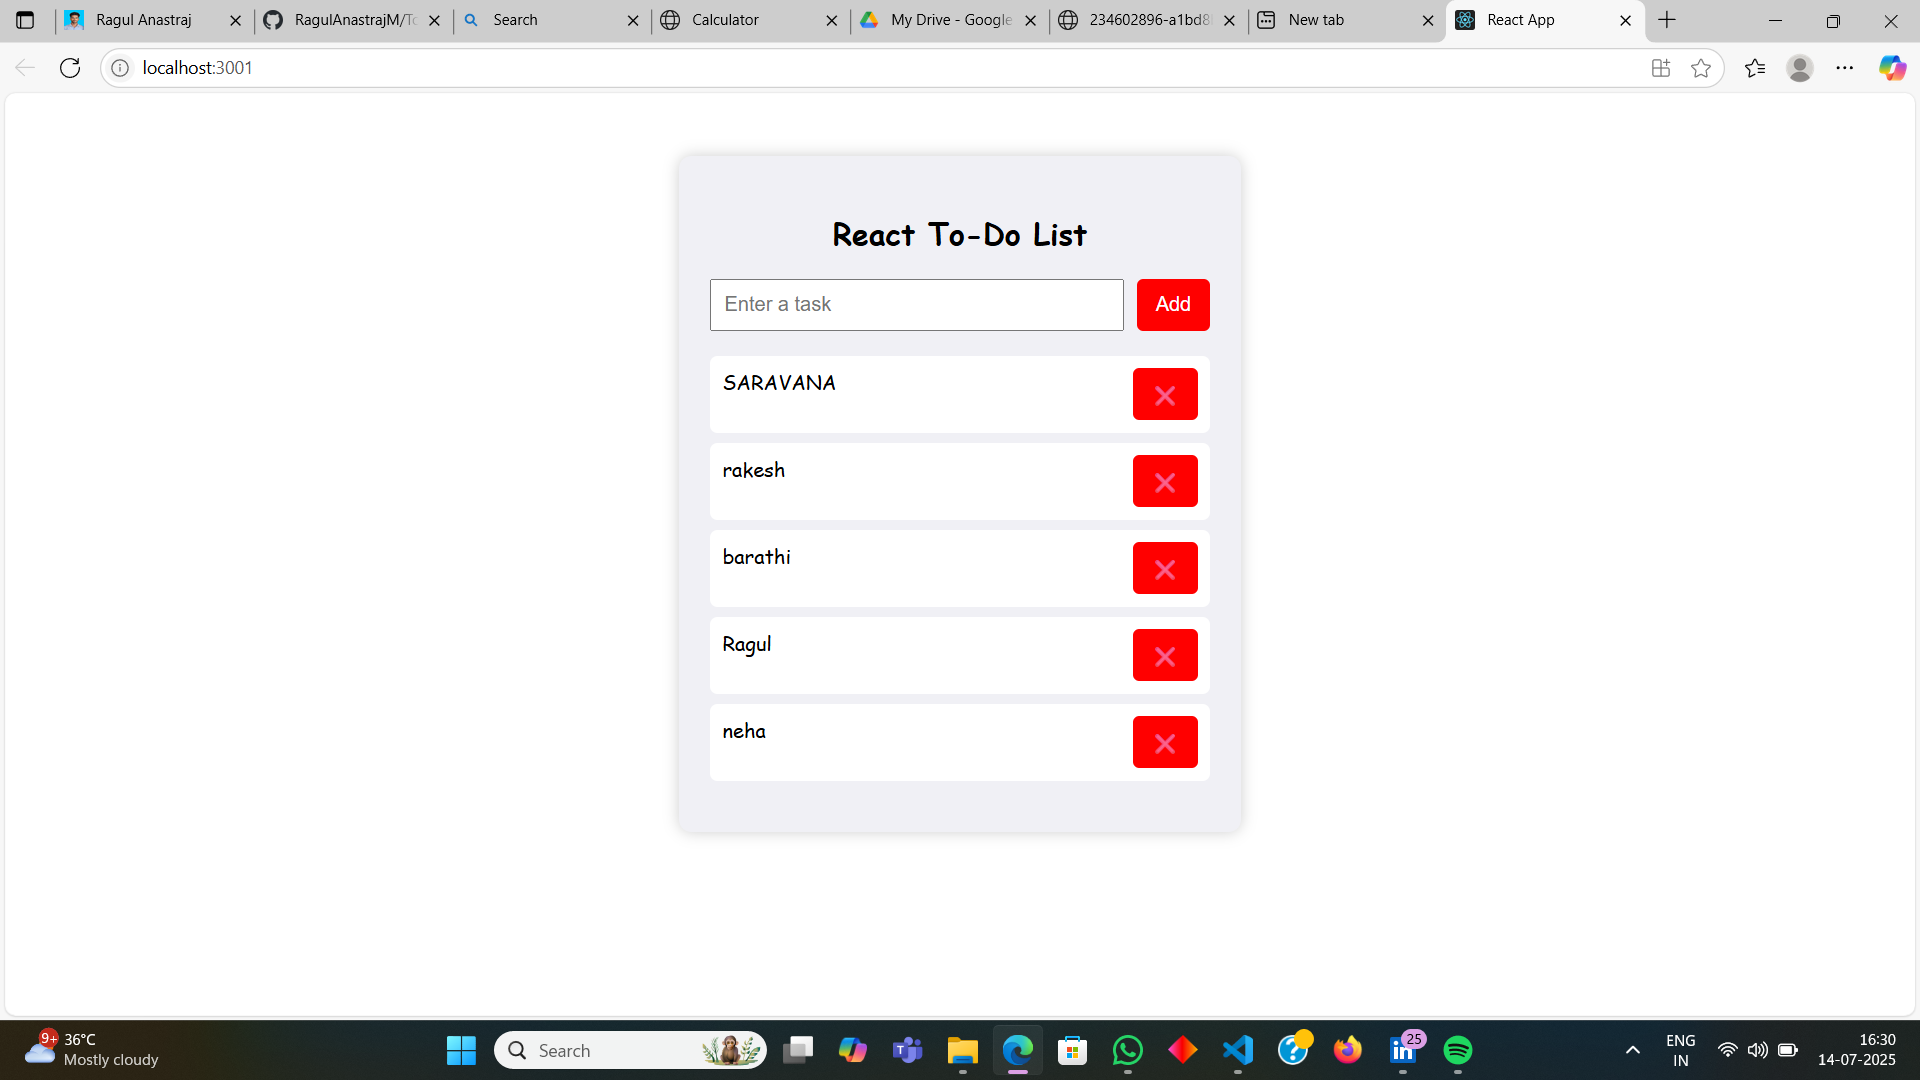 Ragul Anastraj
RagulAnastrajM/To
Search
Calculator
My Drive - Google
234602896-a1bd8
New tab
React App
localhost:3001
React To-Do List
Enter a task
Add
SARAVANA
rakesh
barathi
Ragul
neha
9+
36°C
Mostly cloudy
Search
25
ENG
IN
16:30
14-07-2025